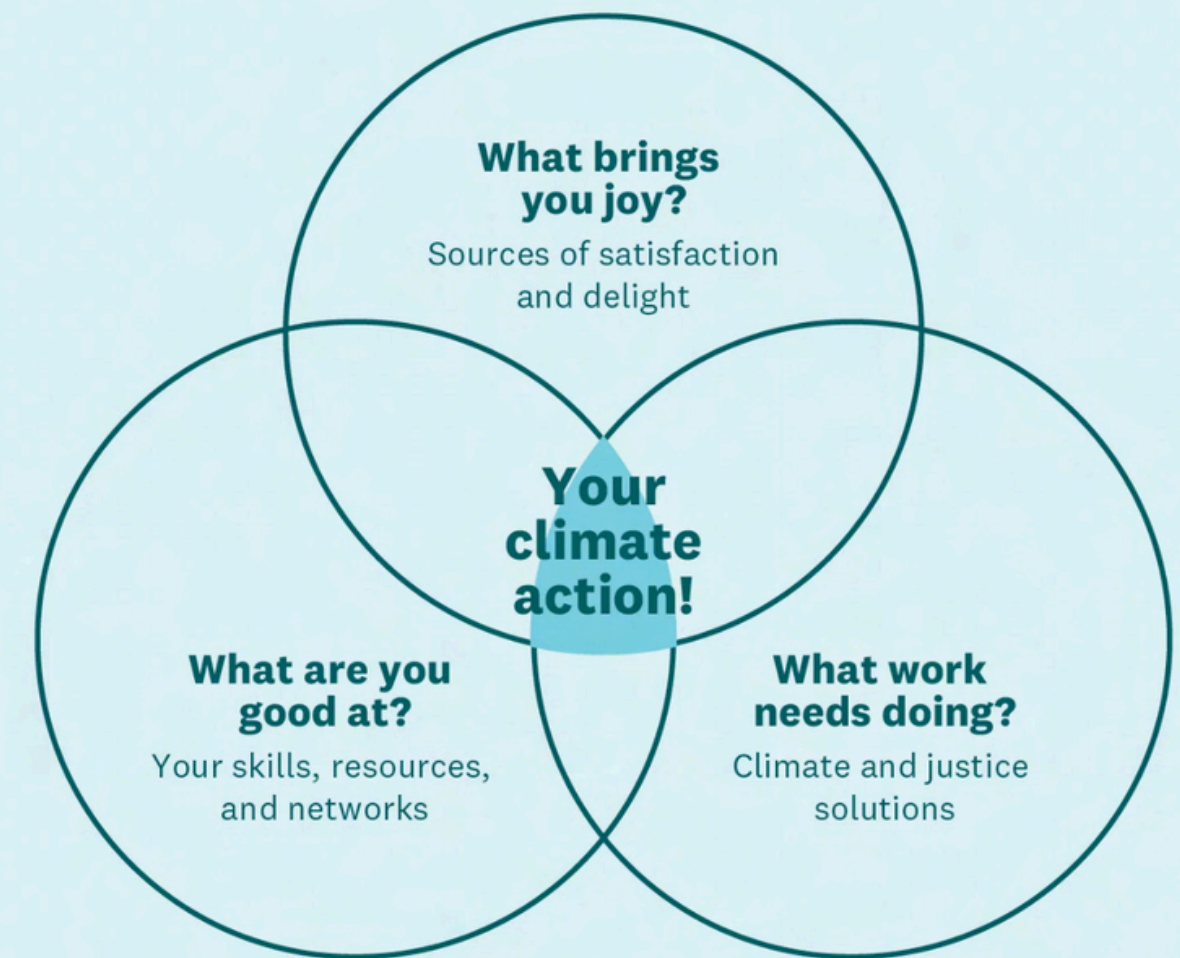 What brings
you joy?
Sources of satisfaction
and delight
Your
climate
action!
What are you
good at?
Your skills, resources,
and networks
What work
needs doing?
Climate and justice
solutions